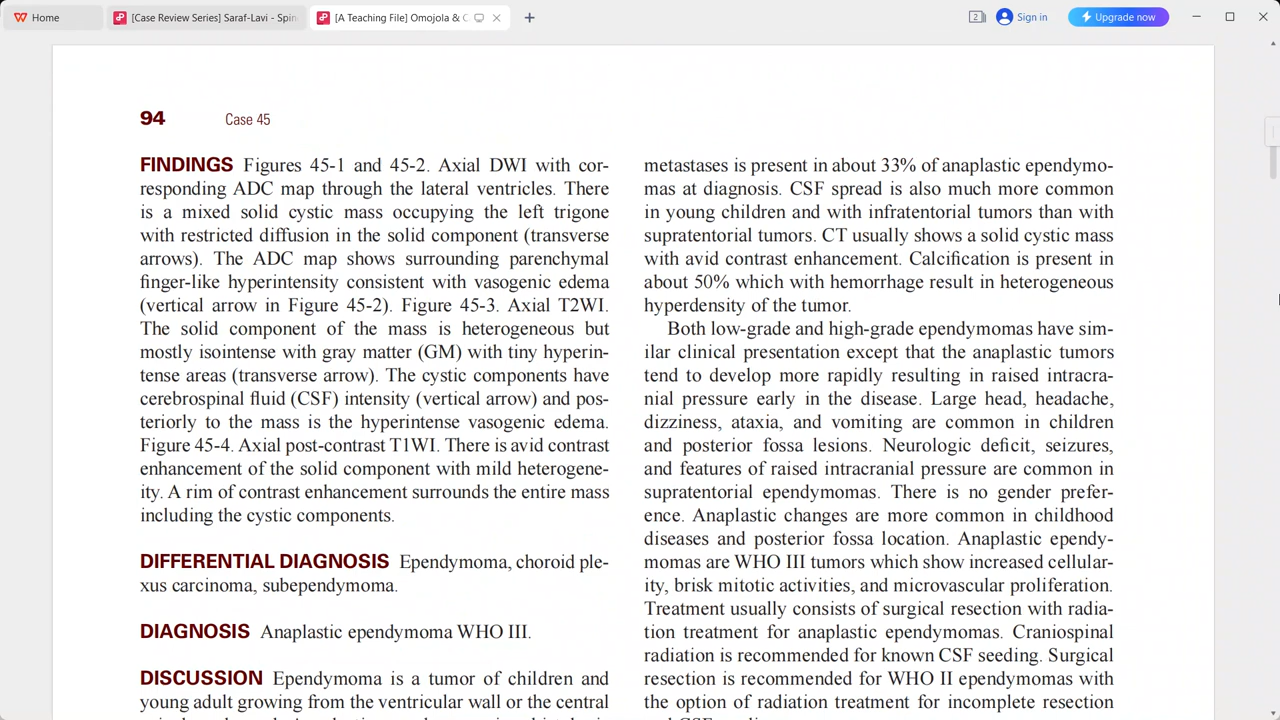 Home
[Case Review Series] Saraf-Lavi - Spin
[A Teaching File] Omojola & C
2
Sign in
Upgrade now
94 Case 45
FINDINGS Figures 45-1 and 45-2. Axial DWI with cor-
responding ADC map through the lateral ventricles. There
is a mixed solid cystic mass occupying the left trigone
with restricted diffusion in the solid component (transverse
arrows). The ADC map shows surrounding parenchymal
finger-like hyperintensity consistent with vasogenic edema
(vertical arrow in Figure 45-2). Figure 45-3. Axial T2WI.
The solid component of the mass is heterogeneous but
mostly isointense with gray matter (GM) with tiny hyperin-
tense areas (transverse arrow). The cystic components have
cerebrospinal fluid (CSF) intensity (vertical arrow) and pos-
teriorly to the mass is the hyperintense vasogenic edema.
Figure 45-4. Axial post-contrast T1WI. There is avid contrast
enhancement of the solid component with mild heterogene-
ity. A rim of contrast enhancement surrounds the entire mass
including the cystic components.
DIFFERENTIAL DIAGNOSIS Ependymoma, choroid ple-
xus carcinoma, subependymoma.
DIAGNOSIS Anaplastic ependymoma WHO III.
DISCUSSION Ependymoma is a tumor of children and
young adult growing from the ventricular wall or the central
metastases is present in about 33% of anaplastic ependymo-
mas at diagnosis. CSF spread is also much more common
in young children and with infratentorial tumors than with
supratentorial tumors. CT usually shows a solid cystic mass
with avid contrast enhancement. Calcification is present in
about 50% which with hemorrhage result in heterogeneous
hyperdensity of the tumor.
Both low-grade and high-grade ependymomas have sim-
ilar clinical presentation except that the anaplastic tumors
tend to develop more rapidly resulting in raised intracra-
nial pressure early in the disease. Large head, headache,
dizziness, ataxia, and vomiting are common in children
and posterior fossa lesions. Neurologic deficit, seizures,
and features of raised intracranial pressure are common in
supratentorial ependymomas. There is no gender prefer-
ence. Anaplastic changes are more common in childhood
diseases and posterior fossa location. Anaplastic ependy-
momas are WHO III tumors which show increased cellular-
ity, brisk mitotic activities, and microvascular proliferation.
Treatment usually consists of surgical resection with radia-
tion treatment for anaplastic ependymomas. Craniospinal
radiation is recommended for known CSF seeding. Surgical
resection is recommended for WHO II ependymomas with
the option of radiation treatment for incomplete resection